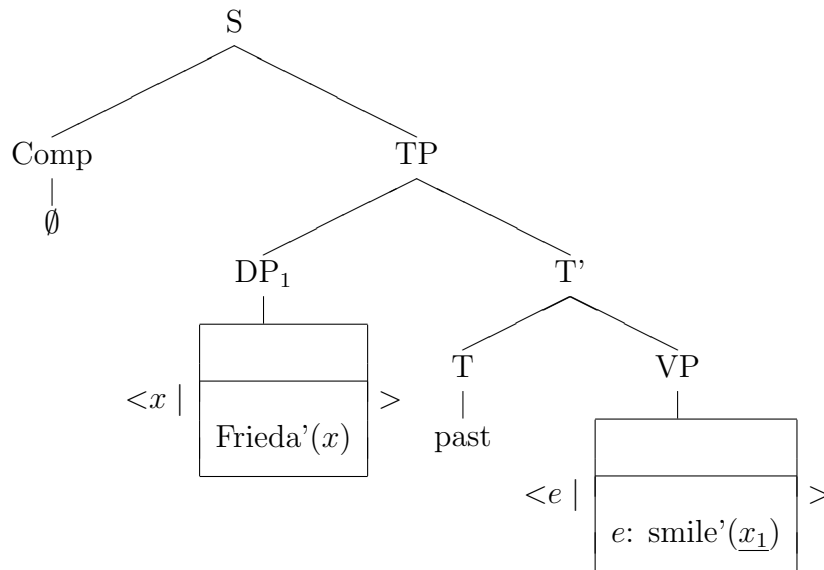 S
Comp TP
∅
DP₁ T’
T VP
<x | >
Frieda’(x)
past
<e | >
e: smile’(x₁)